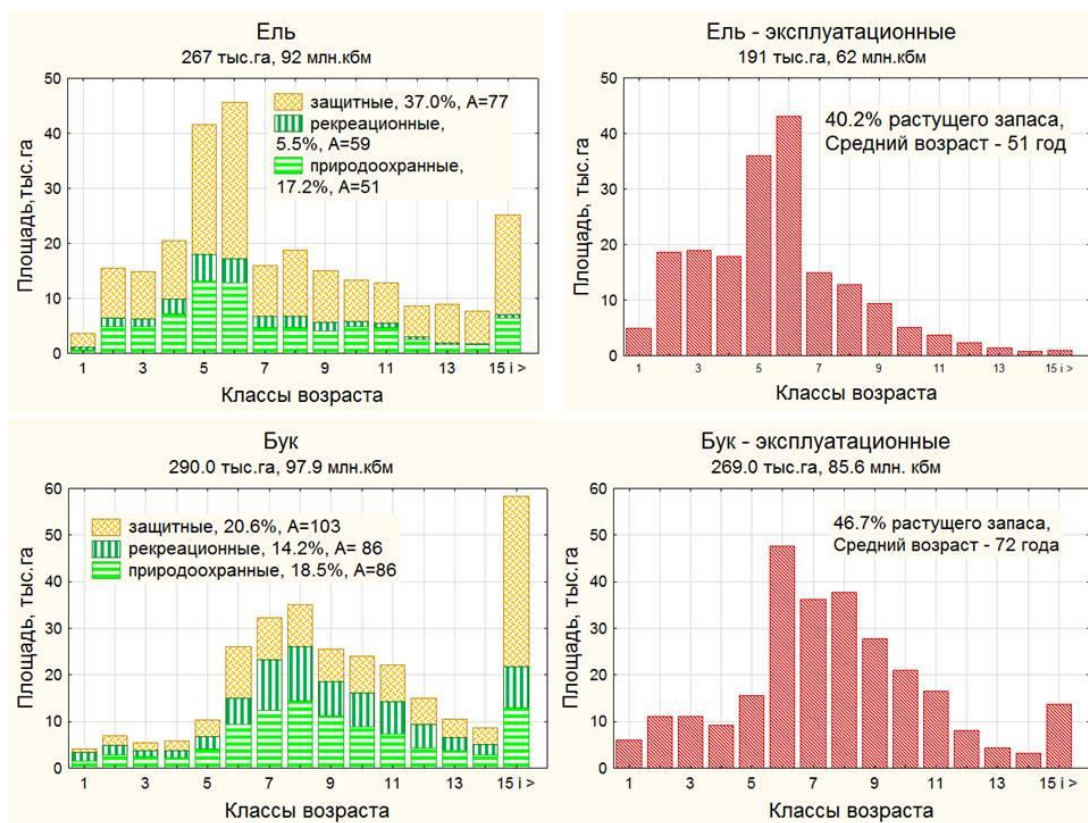 Ель
267 тыс.га, 92 млн.кбм
Площадь,тыс.га
50
40
30
20
10
0
защитные, 37.0%, A=77
рекреационные,
5.5%, A=59
природоохранные,
17.2%, A=51
1 3 5 7 9 11 13 15 i >
Классы возраста
Ель - эксплуатационные
191 тыс.га, 62 млн.кбм
Площадь, тыс.га
50
40
30
20
10
0
40.2% растущего запаса,
Средний возраст - 51 год
1 3 5 7 9 11 13 15 i >
Классы возраста
Бук
290.0 тыс.га, 97.9 млн.кбм
Площадь, тыс.га
60
50
40
30
20
10
0
защитные, 20.6%, A=103
рекреационные, 14.2%, A= 86
природоохранные, 18.5%, A=86
1 3 5 7 9 11 13 15 i >
Классы возраста
Бук - эксплуатационные
269.0 тыс.га, 85.6 млн. кбм
Площадь, тыс.га
60
50
40
30
20
10
0
46.7% растущего запаса,
Средний возраст - 72 года
1 3 5 7 9 11 13 15 i >
Классы возраста